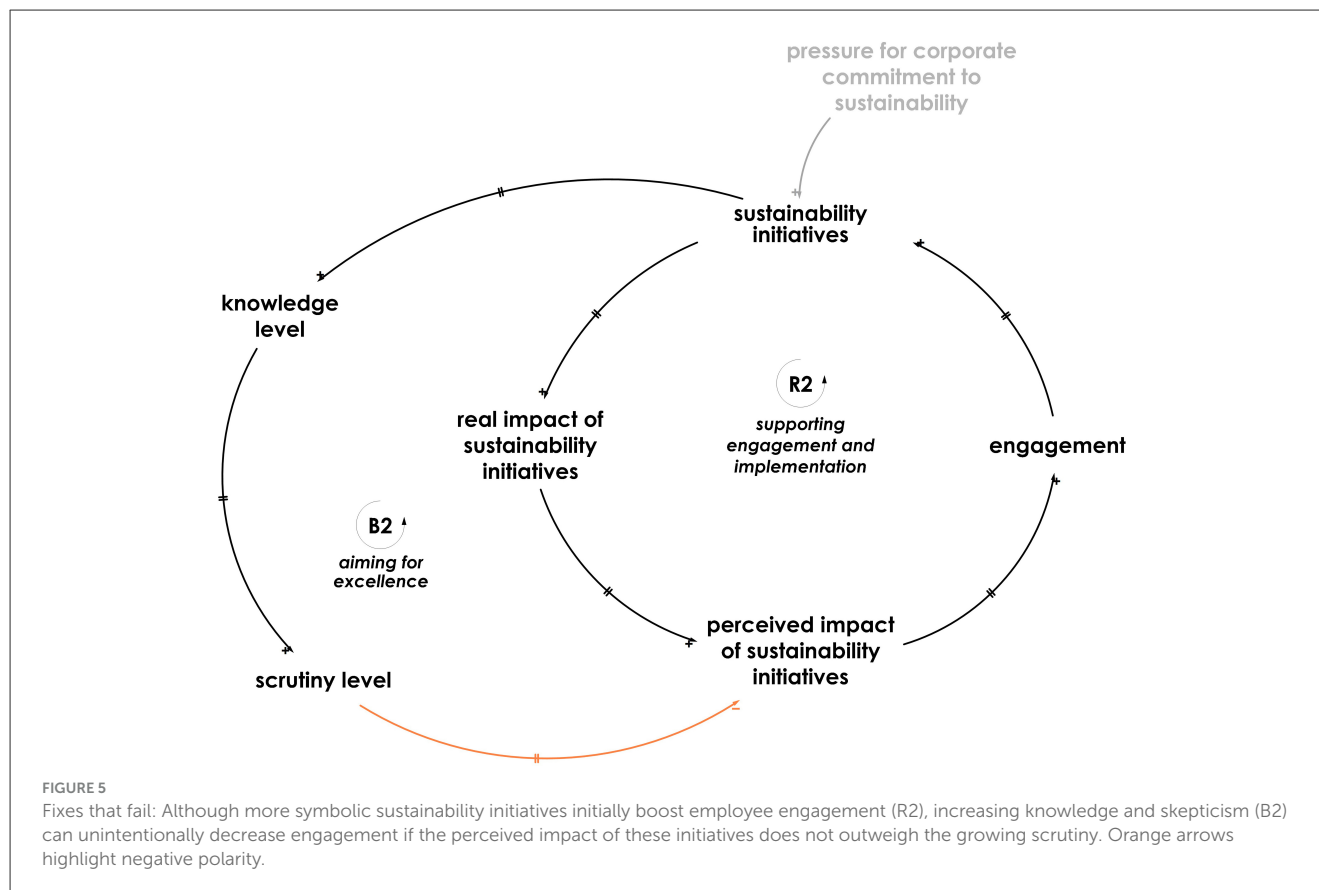 pressure for corporate
commitment to
sustainability
+
sustainability
initiatives
+
+
knowledge
level
R2
supporting
engagement and
implementation
+
real impact of
sustainability
initiatives
engagement
+
B2
aiming for
excellence
+
perceived impact
of sustainability
initiatives
+
scrutiny level
–
FIGURE 5
Fixes that fail: Although more symbolic sustainability initiatives initially boost employee engagement (R2), increasing knowledge and skepticism (B2)
can unintentionally decrease engagement if the perceived impact of these initiatives does not outweigh the growing scrutiny. Orange arrows
highlight negative polarity.